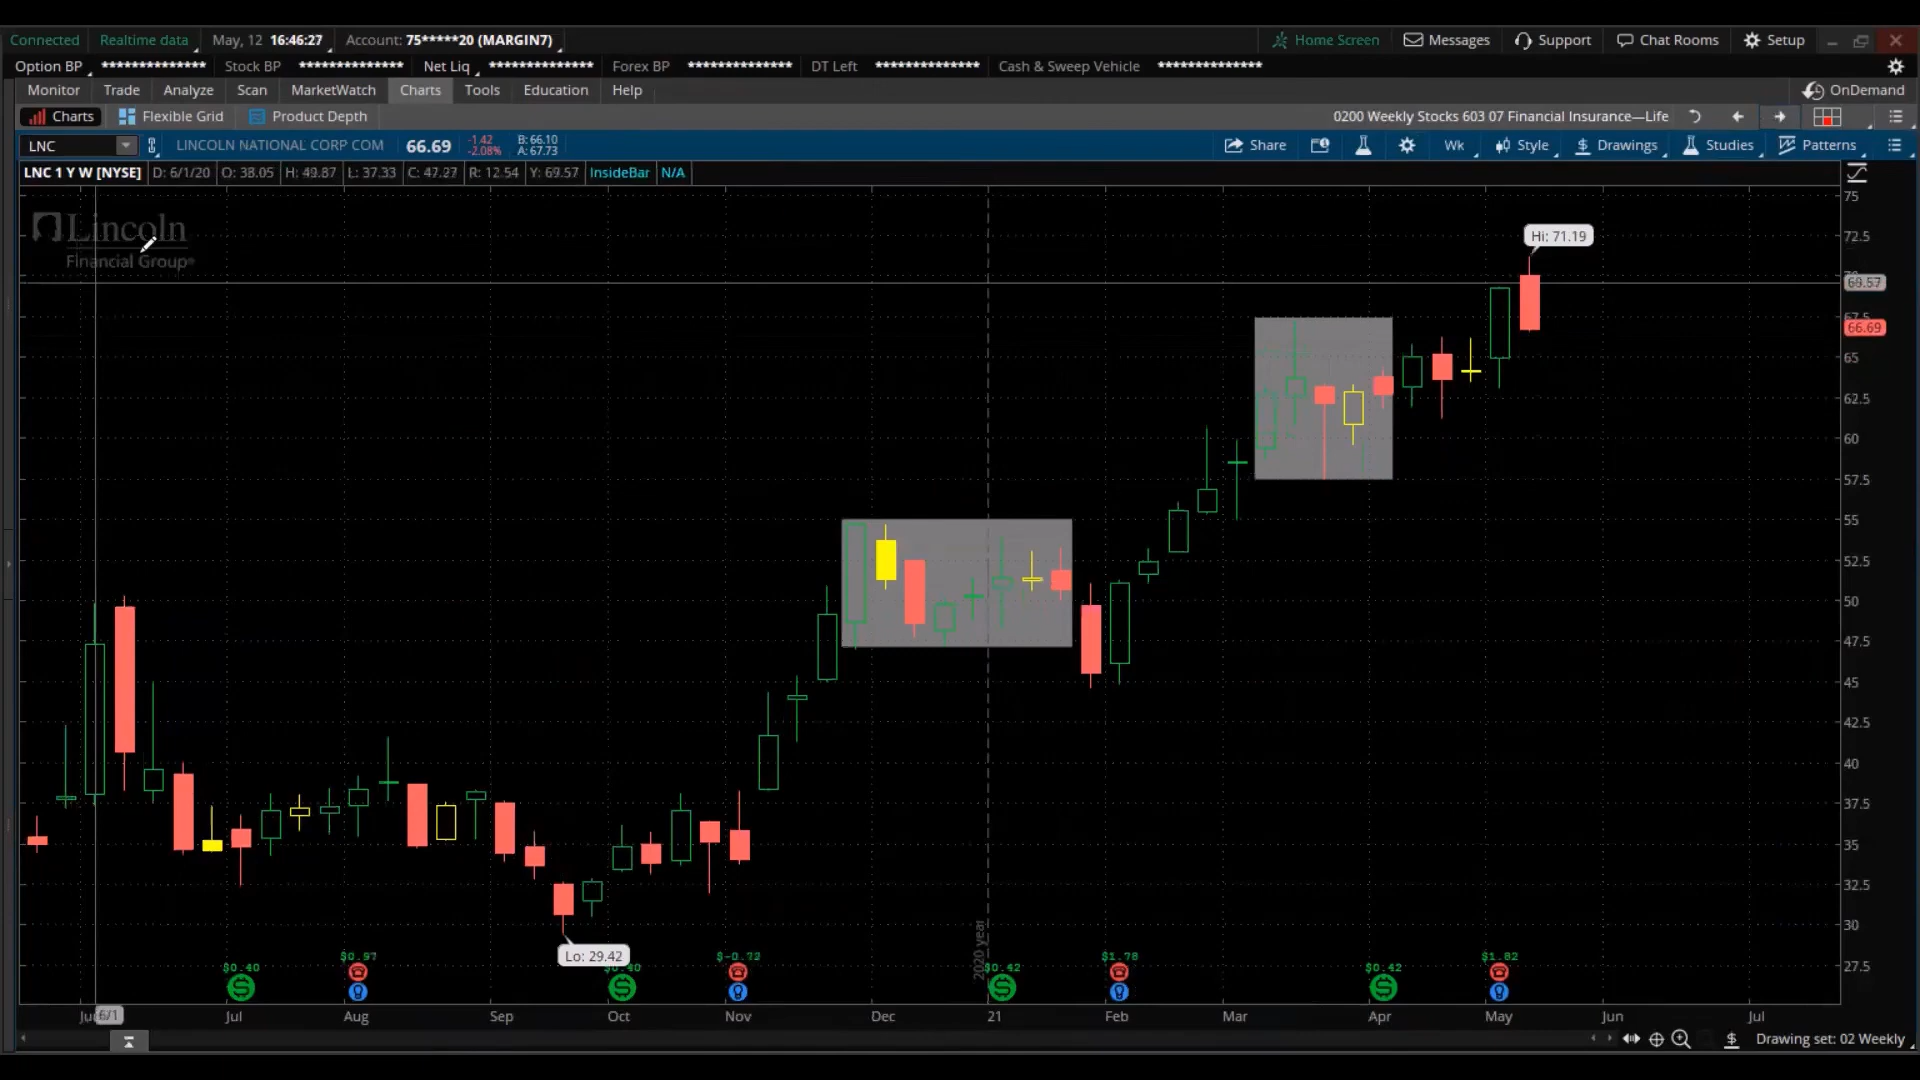 Connected Realtime data May, 12 16:46:27 Account: 75*****20 (MARGIN7) Home Screen Messages Support Chat Rooms Setup
Option BP ************** Stock BP ************** Net Liq ************** Forex BP ************** DT Left ************** Cash & Sweep Vehicle **************
Monitor Trade Analyze Scan MarketWatch Charts Tools Education Help OnDemand
Charts Flexible Grid Product Depth 0200 Weekly Stocks 603 07 Financial Insurance—Life
LNC LINCOLN NATIONAL CORP COM 66.69 -1.42 -2.08% B: 66.10 A: 67.73 Share Wk Style Drawings Studies Patterns
LNC 1 Y W [NYSE] D: 6/1/20 O: 38.05 H: 49.87 L: 37.33 C: 47.27 R: 12.54 Y: 69.57 InsideBar N/A
75
Lincoln
Financial Group®
Hi: 71.19
72.5
69.57
67.5
66.69
65
62.5
60
57.5
55
52.5
50
47.5
45
42.5
40
37.5
35
32.5
30
Lo: 29.42
2020 year
$0.40 $0.97 $0.40 $-0.72 $0.42 $1.78 $0.42 $1.82
27.5
6/1 Jul Aug Sep Oct Nov Dec 21 Feb Mar Apr May Jun Jul
Drawing set: 02 Weekly